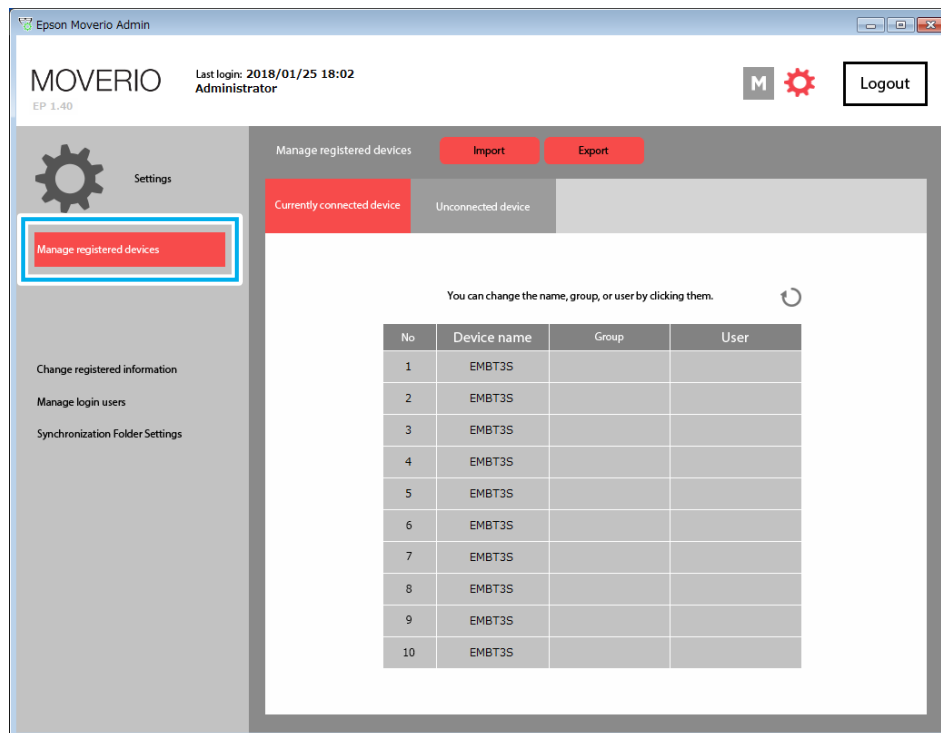 Epson Moverio Admin
MOVERIO
EP 1.40
Last login: 2018/01/25 18:02
Administrator
M
Logout
Settings
Manage registered devices
Change registered information
Manage login users
Synchronization Folder Settings
Manage registered devices
Import
Export
Currently connected device
Unconnected device
You can change the name, group, or user by clicking them.
No Device name Group User
1 EMBT3S
2 EMBT3S
3 EMBT3S
4 EMBT3S
5 EMBT3S
6 EMBT3S
7 EMBT3S
8 EMBT3S
9 EMBT3S
10 EMBT3S